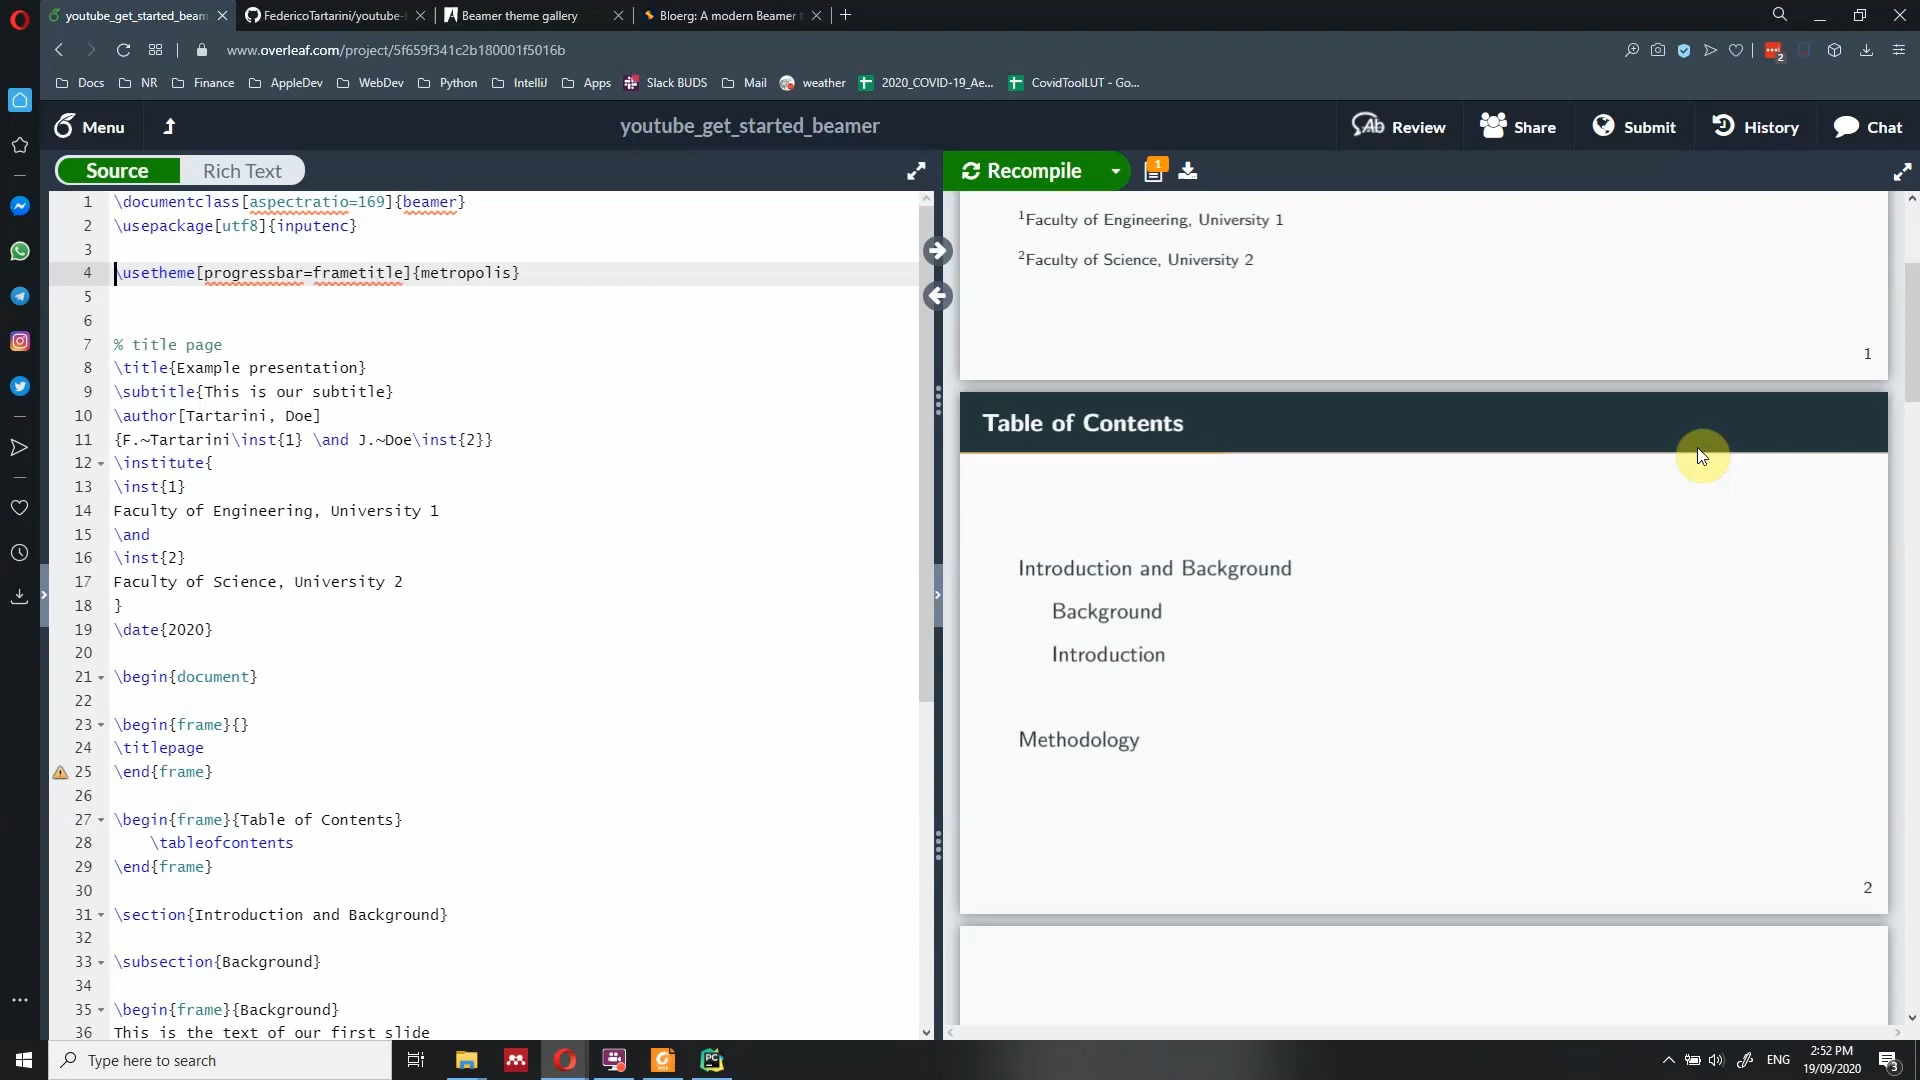 youtube_get_started_beam
FedericoTartarini/youtube-
Beamer theme gallery
Bloerg: A modern Beamer t
www.overleaf.com/project/5f659f341c2b180001f5016b
Docs NR Finance AppleDev WebDev Python IntelliJ Apps Slack BUDS Mail weather 2020_COVID-19_Ae... CovidToolLUT - Go...
Menu
youtube_get_started_beamer
Review Share Submit History Chat
Source Rich Text
Recompile
1
1 \documentclass[aspectratio=169]{beamer}
2 \usepackage[utf8]{inputenc}
3
4 \usetheme[progressbar=frametitle]{metropolis}
5
6
7 % title page
8 \title{Example presentation}
9 \subtitle{This is our subtitle}
10 \author[Tartarini, Doe]
11 {F.~Tartarini\inst{1} \and J.~Doe\inst{2}}
12 \institute{
13 \inst{1}
14 Faculty of Engineering, University 1
15 \and
16 \inst{2}
17 Faculty of Science, University 2
18 }
19 \date{2020}
20
21 \begin{document}
22
23 \begin{frame}{}
24 \titlepage
25 \end{frame}
26
27 \begin{frame}{Table of Contents}
28 \tableofcontents
29 \end{frame}
30
31 \section{Introduction and Background}
32
33 \subsection{Background}
34
35 \begin{frame}{Background}
36 This is the text of our first slide
¹Faculty of Engineering, University 1
²Faculty of Science, University 2
1
Table of Contents
Introduction and Background
Background
Introduction
Methodology
2
Type here to search
ENG
2:52 PM
19/09/2020
3